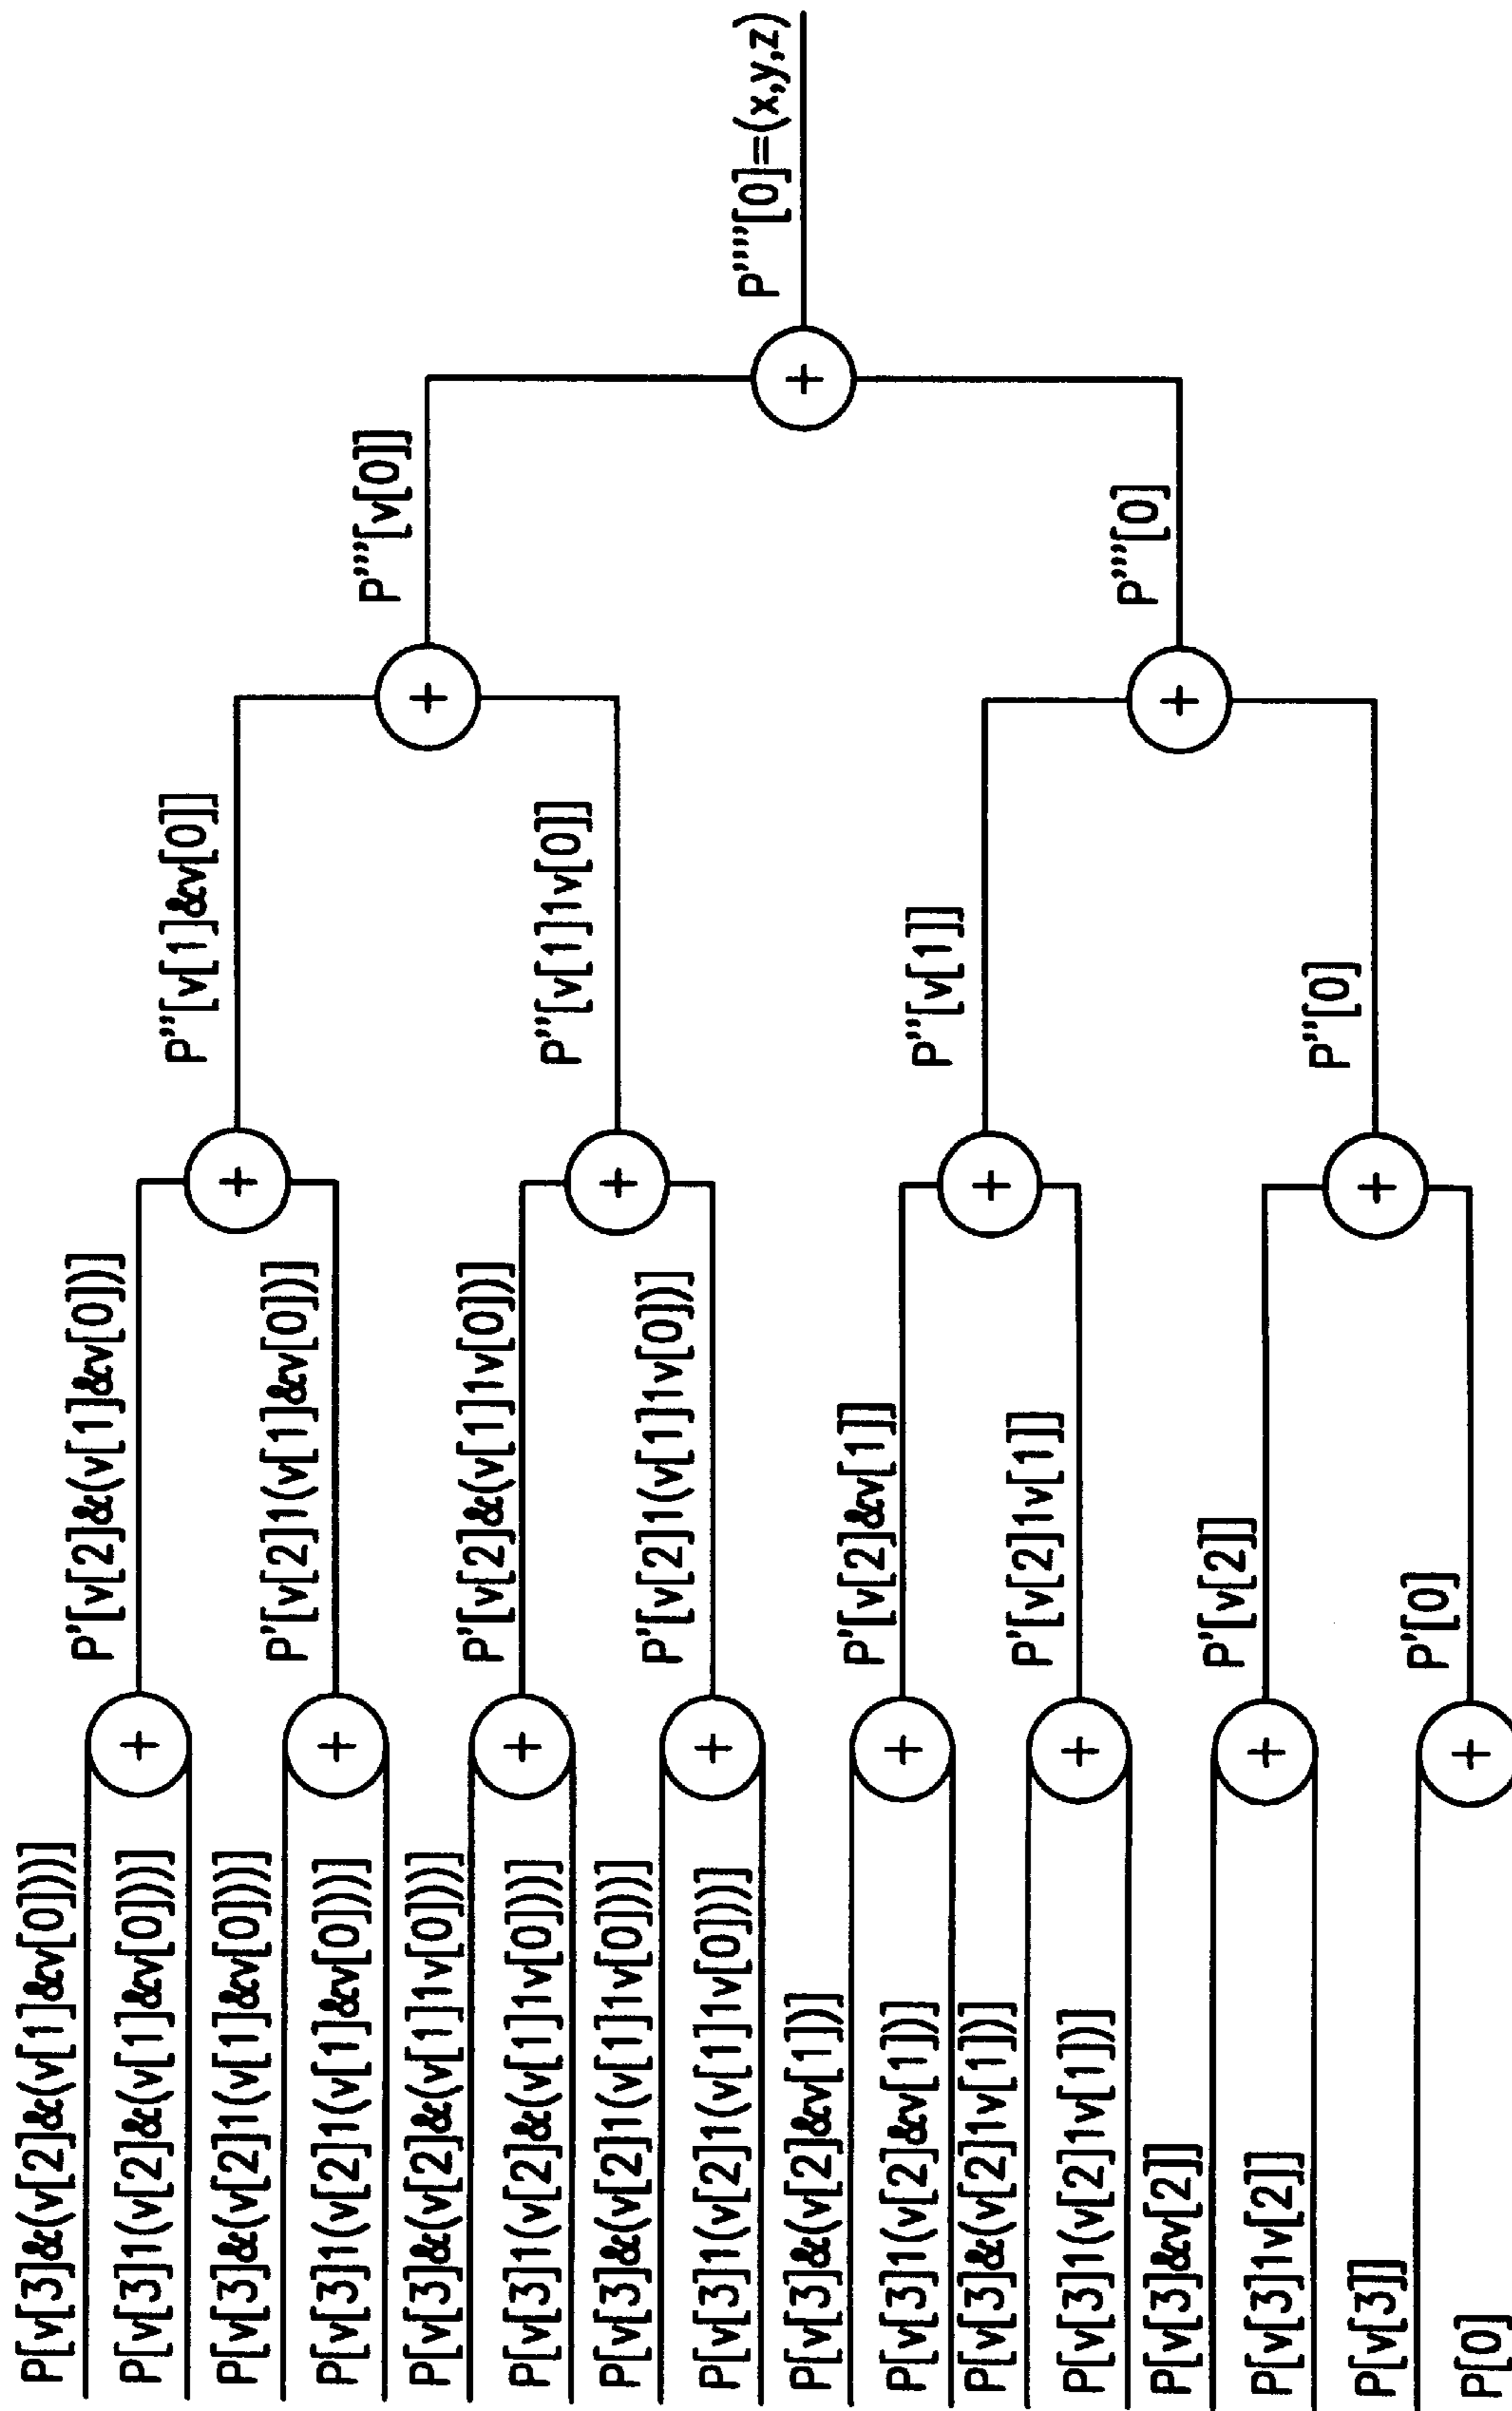 P[v[3]&(v[2]&(v[1]&v[0]))]
P[v[3]1(v[2]&(v[1]&v[0]))]
P[v[3]&(v[2]1(v[1]&v[0]))]
P[v[3]1(v[2]1(v[1]&v[0]))]
P[v[3]&(v[2]&(v[1]1v[0]))]
P[v[3]1(v[2]&(v[1]1v[0]))]
P[v[3]&(v[2]1(v[1]1v[0]))]
P[v[3]1(v[2]1(v[1]1v[0]))]
P[v[3]&(v[2]&v[1])]
P[v[3]1(v[2]&v[1])]
P[v[3]&(v[2]1v[1])]
P[v[3]1(v[2]1v[1])]
P[v[3]&v[2]]
P[v[3]1v[2]]
P[v[3]]
P[0]
+
+
+
+
+
+
+
+
P'[v[2]&(v[1]&v[0])]
P'[v[2]1(v[1]&v[0])]
P'[v[2]&(v[1]1v[0])]
P'[v[2]1(v[1]1v[0])]
P'[v[2]&v[1]]
P'[v[2]1v[1]]
P'[v[2]]
P'[0]
+
+
+
+
P''[v[1]&v[0]]
P''[v[1]1v[0]]
P''[v[1]]
P''[0]
+
+
P'''[v[0]]
P'''[0]
+
P''''[0]=(x,y,z)